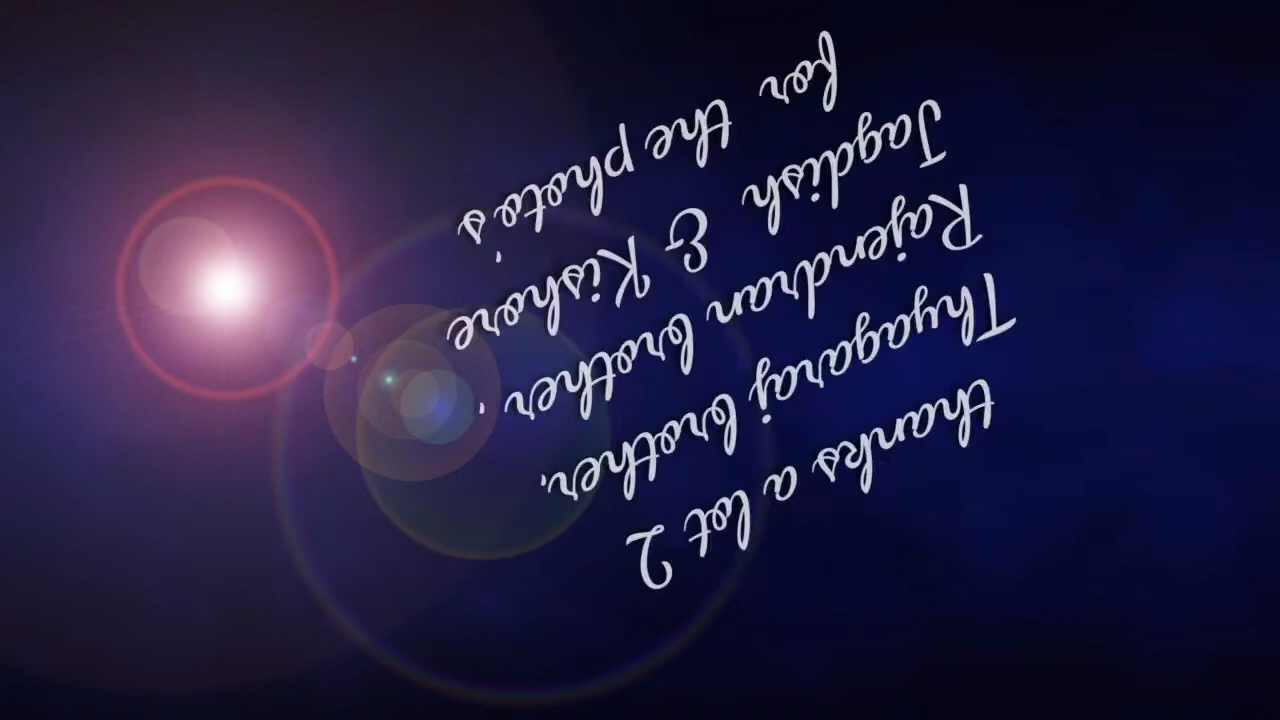 thanks a lot 2
Thyagaraj brother,
Rajendran brother,
Jagdish & Kishore
for the photo's